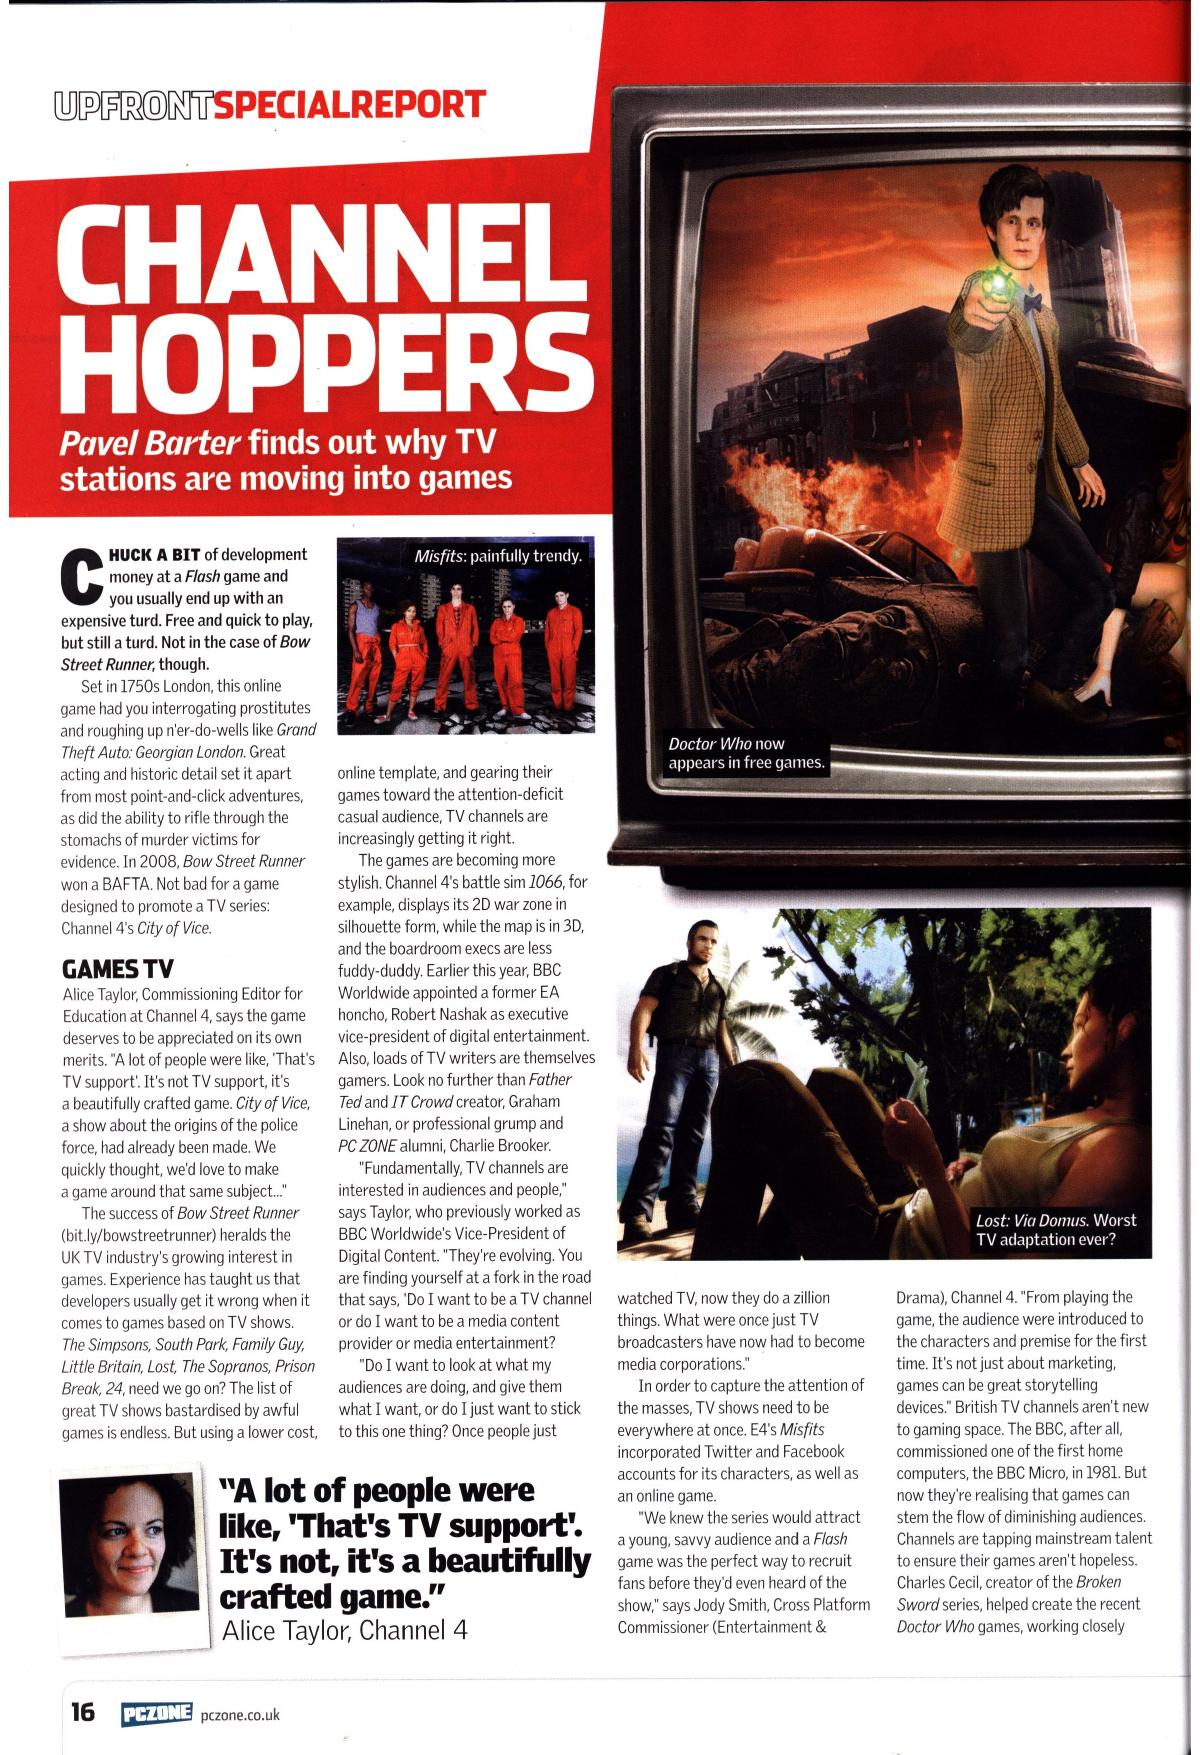 UPFRONTSPECIALREPORT
CHANNEL
HOPPERS
Pavel Barter finds out why TV
stations are moving into games
CHUCK A BIT of development
money at a Flash game and
you usually end up with an
expensive turd. Free and quick to play,
but still a turd. Not in the case of Bow
Street Runner, though.
Set in 1750s London, this online
game had you interrogating prostitutes
and roughing up n'er-do-wells like Grand
Theft Auto: Georgian London. Great
acting and historic detail set it apart
from most point-and-click adventures,
as did the ability to rifle through the
stomachs of murder victims for
evidence. In 2008, Bow Street Runner
won a BAFTA. Not bad for a game
designed to promote a TV series:
Channel 4's City of Vice.
GAMES TV
Alice Taylor, Commissioning Editor for
Education at Channel 4, says the game
deserves to be appreciated on its own
merits. "A lot of people were like, 'That's
TV support'. It's not TV support, it's
a beautifully crafted game. City of Vice,
a show about the origins of the police
force, had already been made. We
quickly thought, we'd love to make
a game around that same subject..."
The success of Bow Street Runner
(bit.ly/bowstreetrunner) heralds the
UK TV industry's growing interest in
games. Experience has taught us that
developers usually get it wrong when it
comes to games based on TV shows.
The Simpsons, South Park, Family Guy,
Little Britain, Lost, The Sopranos, Prison
Break, 24, need we go on? The list of
great TV shows bastardised by awful
games is endless. But using a lower cost,
Misfits: painfully trendy.
online template, and gearing their
games toward the attention-deficit
casual audience, TV channels are
increasingly getting it right.
The games are becoming more
stylish. Channel 4's battle sim 1066, for
example, displays its 2D war zone in
silhouette form, while the map is in 3D,
and the boardroom execs are less
fuddy-duddy. Earlier this year, BBC
Worldwide appointed a former EA
honcho, Robert Nashak as executive
vice-president of digital entertainment.
Also, loads of TV writers are themselves
gamers. Look no further than Father
Ted and IT Crowd creator, Graham
Linehan, or professional grump and
PC ZONE alumni, Charlie Brooker.
"Fundamentally, TV channels are
interested in audiences and people,"
says Taylor, who previously worked as
BBC Worldwide's Vice-President of
Digital Content. "They're evolving. You
are finding yourself at a fork in the road
that says, 'Do I want to be a TV channel
or do I want to be a media content
provider or media entertainment?
"Do I want to look at what my
audiences are doing, and give them
what I want, or do I just want to stick
to this one thing? Once people just
"A lot of people were
like, 'That's TV support'.
It's not, it's a beautifully
crafted game."
Alice Taylor, Channel 4
Doctor Who now
appears in free games.
Lost: Via Domus. Worst
TV adaptation ever?
watched TV, now they do a zillion
things. What were once just TV
broadcasters have now had to become
media corporations."
In order to capture the attention of
the masses, TV shows need to be
everywhere at once. E4's Misfits
incorporated Twitter and Facebook
accounts for its characters, as well as
an online game.
"We knew the series would attract
a young, savvy audience and a Flash
game was the perfect way to recruit
fans before they'd even heard of the
show," says Jody Smith, Cross Platform
Commissioner (Entertainment &
Drama), Channel 4. "From playing the
game, the audience were introduced to
the characters and premise for the first
time. It's not just about marketing,
games can be great storytelling
devices." British TV channels aren't new
to gaming space. The BBC, after all,
commissioned one of the first home
computers, the BBC Micro, in 1981. But
now they're realising that games can
stem the flow of diminishing audiences.
Channels are tapping mainstream talent
to ensure their games aren't hopeless.
Charles Cecil, creator of the Broken
Sword series, helped create the recent
Doctor Who games, working closely
16 PCZONE pczone.co.uk